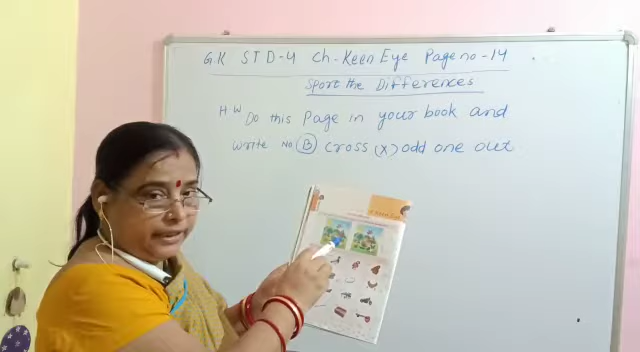 G.K STD-4 Ch-Keen Eye Page no-14
Sport the Differences
H W Do this Page in your book and
Write No (B) Cross (X) odd one out.